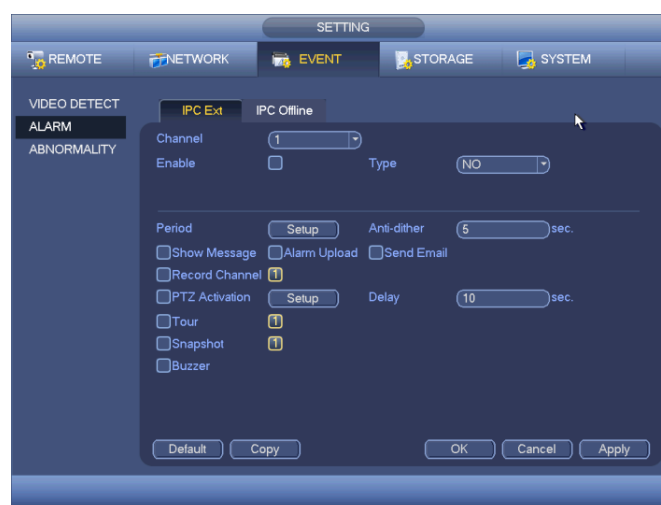 SETTING
REMOTE NETWORK EVENT STORAGE SYSTEM
VIDEO DETECT
ALARM
ABNORMALITY
IPC Ext IPC Offline
Channel 1
Enable Type NO
Period Setup Anti-dither 5 sec.
Show Message Alarm Upload Send Email
Record Channel 1
PTZ Activation Setup Delay 10 sec.
Tour 1
Snapshot 1
Buzzer
Default Copy OK Cancel Apply